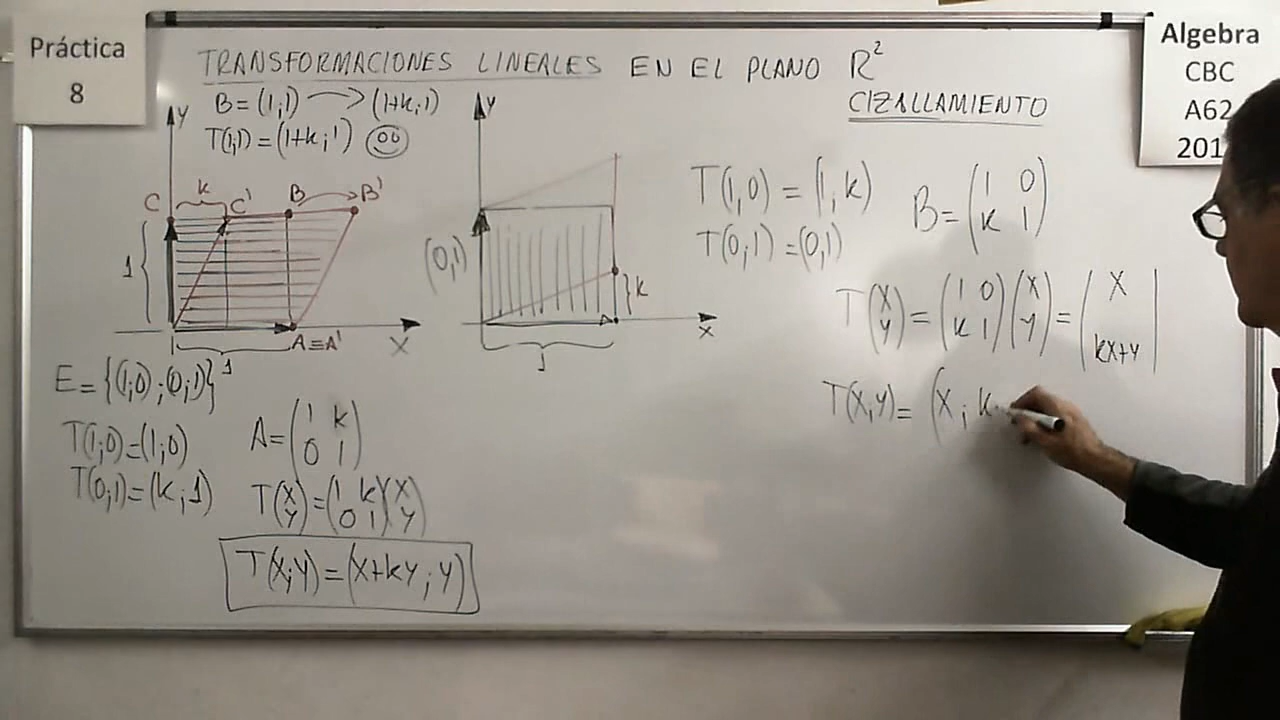 Práctica
8
Algebra
CBC
A62
201
TRANSFORMACIONES LINEALES EN EL PLANO R²
CIZALLAMIENTO
B=(1;1) → (1+k;1)
T(1;1)=(1+k;1)
Y
C
k
C'
B
B'
1
A≡A'
X
1
E={(1;0);(0;1)}
T(1;0)=(1;0)
T(0;1)=(k;1)
A=(1 k
0 1)
T(X
Y)=(1 k
0 1)(X
Y)
T(X;Y)=(X+kY;Y)
Y
(0;1)
k
X
1
T(1;0)=(1;k)
T(0;1)=(0;1)
B=(1 0
k 1)
T(X
Y)=(1 0
k 1)(X
Y)=(X
kX+Y)
T(X;Y)=(X;k